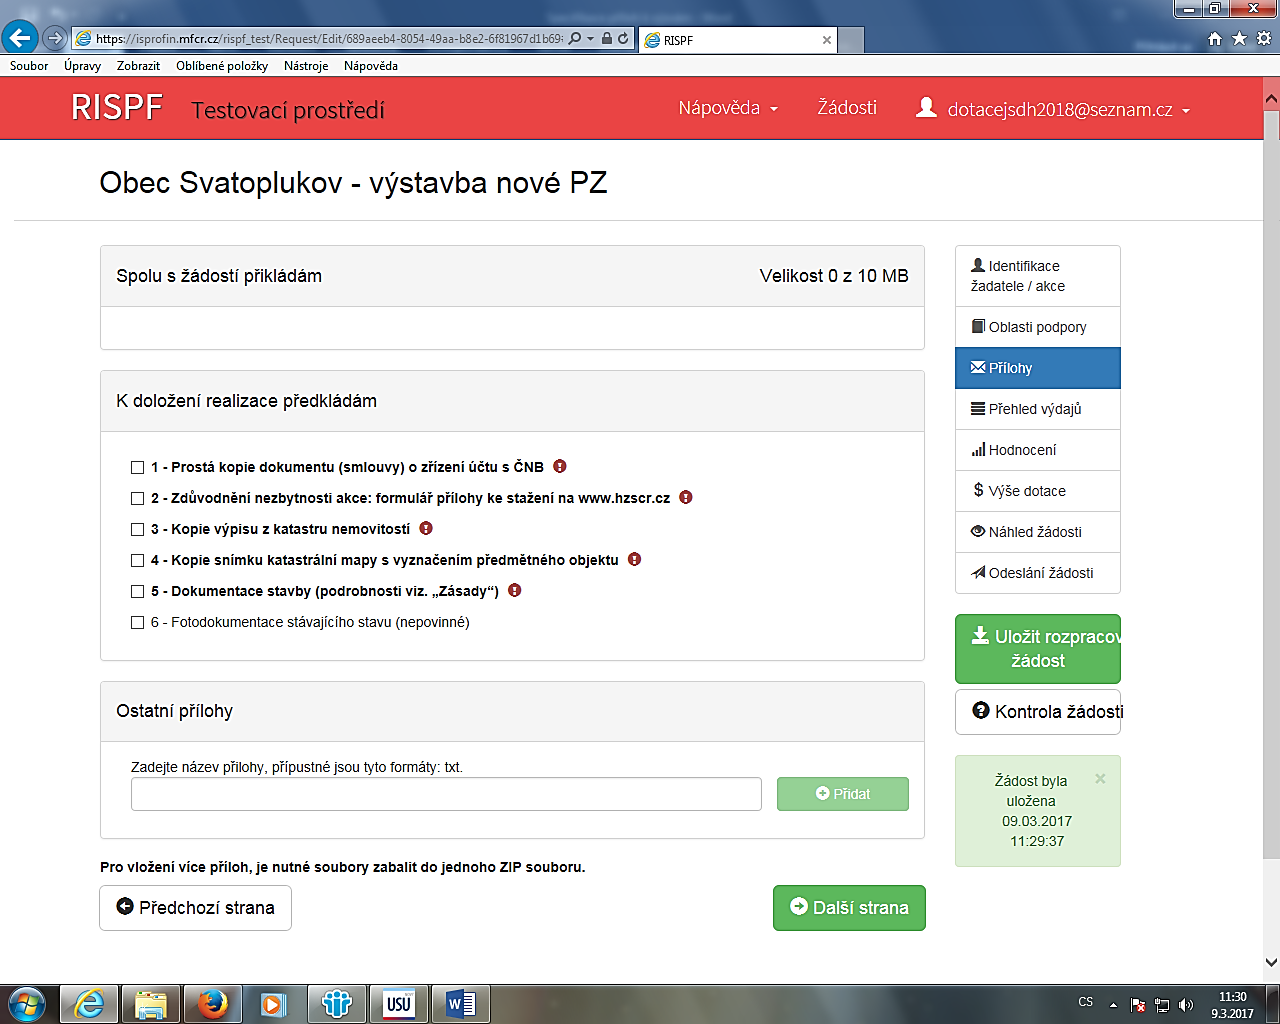 https://isprofin.mfcr.cz/rispf_test/Request/Edit/689aeeb4-8054-49aa-b8e2-6f81967d1b69
RISPF
Soubor Úpravy Zobrazit Oblíbené položky Nástroje Nápověda
RISPF Testovací prostředí Nápověda Žádosti dotacejsdh2018@seznam.cz
Obec Svatoplukov - výstavba nové PZ
Spolu s žádostí přikládám Velikost 0 z 10 MB
K doložení realizace předkládám
1 - Prostá kopie dokumentu (smlouvy) o zřízení účtu s ČNB
2 - Zdůvodnění nezbytnosti akce: formulář přílohy ke stažení na www.hzscr.cz
3 - Kopie výpisu z katastru nemovitostí
4 - Kopie snímku katastrální mapy s vyznačením předmětného objektu
5 - Dokumentace stavby (podrobnosti viz. „Zásady“)
6 - Fotodokumentace stávajícího stavu (nepovinné)
Ostatní přílohy
Zadejte název přilohy, přípustné jsou tyto formáty: txt.
Přidat
Pro vložení více příloh, je nutné soubory zabalit do jednoho ZIP souboru.
Předchozí strana
Další strana
Identifikace
žadatele / akce
Oblasti podpory
Přílohy
Přehled výdajů
Hodnocení
$ Výše dotace
Náhled žádosti
Odeslání žádosti
Uložit rozpracov
žádost
Kontrola žádosti
Žádost byla ×
uložena
09.03.2017
11:29:37
USU
W
CS
11:30
9.3.2017